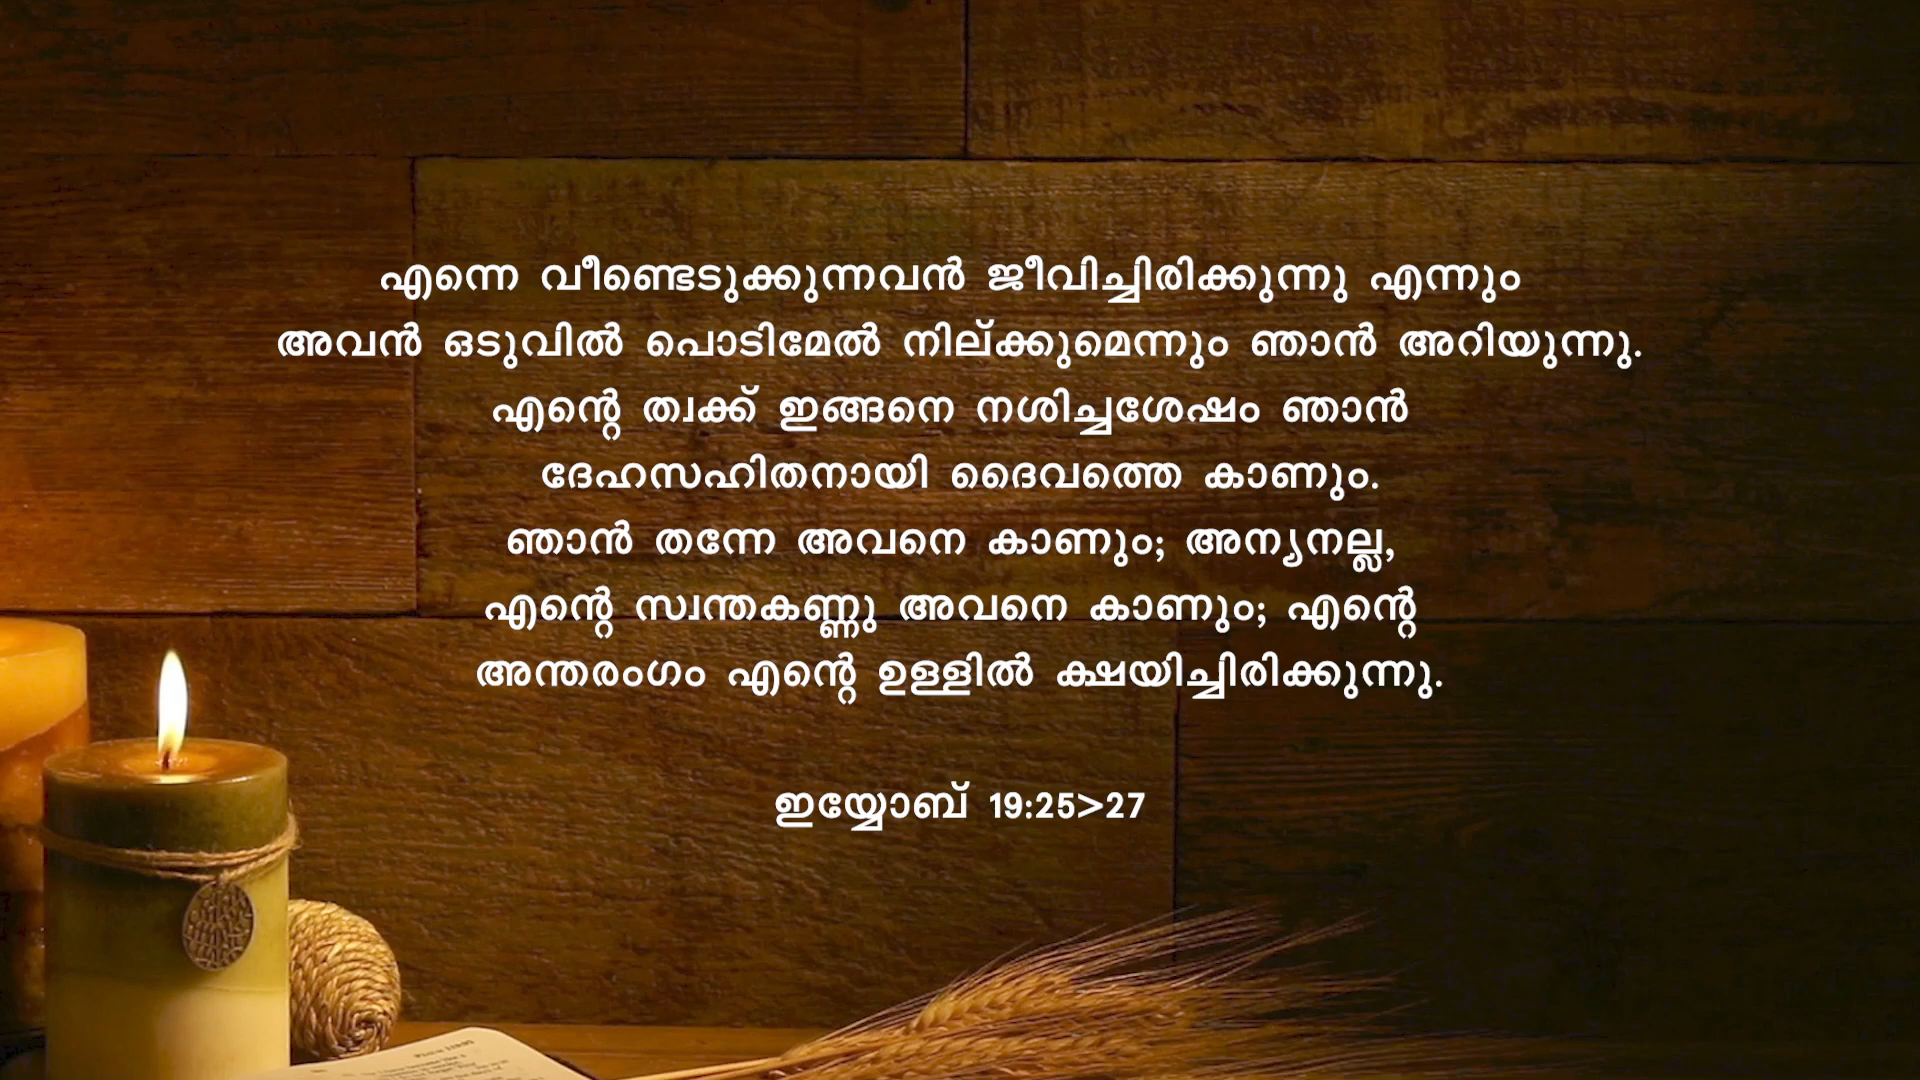 എന്നെ വീണ്ടെടുക്കുന്നവൻ ജീവിച്ചിരിക്കുന്നു എന്നും
അവൻ ഒടുവിൽ പൊടിമേൽ നില്ക്കുമെന്നും ഞാൻ അറിയുന്നു.
എന്റെ ത്വക്ക് ഇങ്ങനെ നശിച്ചശേഷം ഞാൻ
ദേഹസഹിതനായി ദൈവത്തെ കാണും.
ഞാൻ തന്നേ അവനെ കാണും; അന്യനല്ല,
എന്റെ സ്വന്തകണ്ണു അവനെ കാണും; എന്റെ
അന്തരംഗം എന്റെ ഉള്ളിൽ ക്ഷയിച്ചിരിക്കുന്നു.
ഇയ്യോബ് 19:25>27